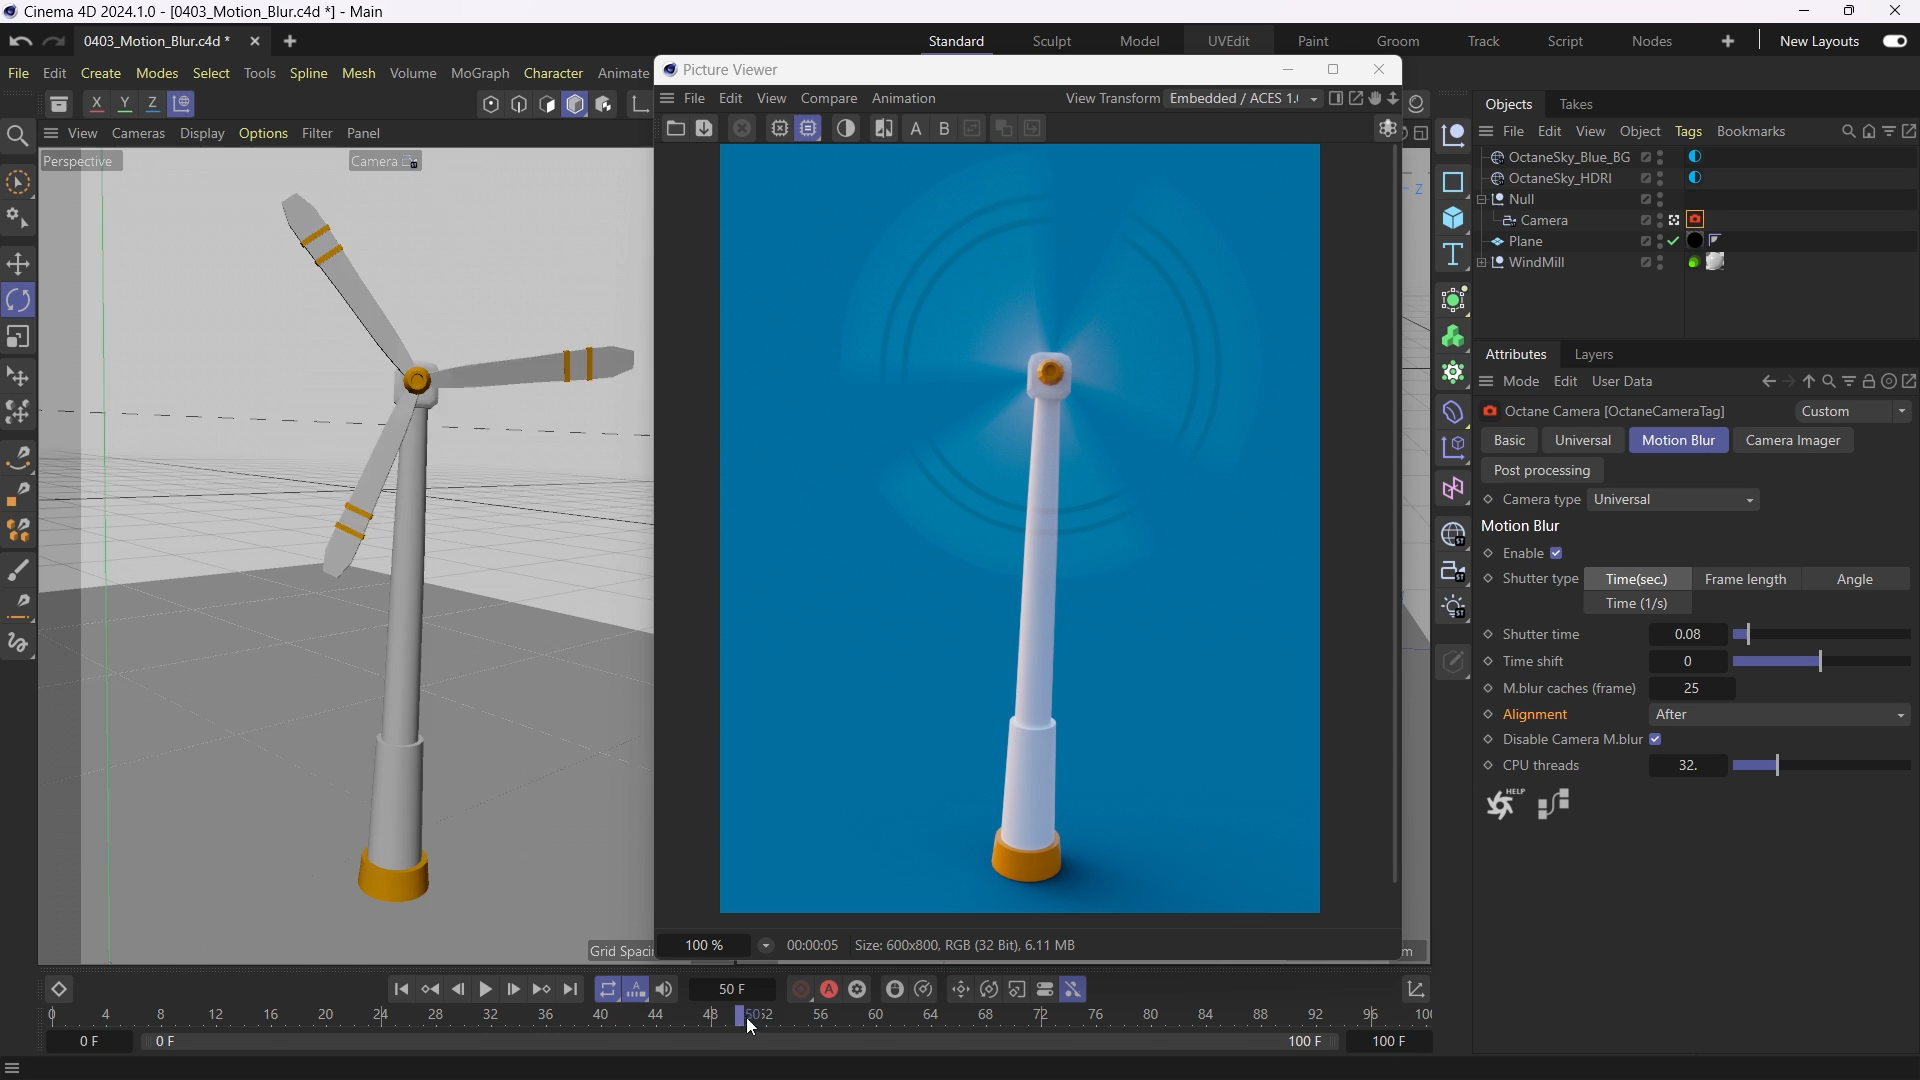 Cinema 4D 2024.1.0 - [0403_Motion_Blur.c4d *] - Main
0403_Motion_Blur.c4d *
Standard Sculpt Model UVEdit Paint Groom Track Script Nodes New Layouts
File Edit Create Modes Select Tools Spline Mesh Volume MoGraph Character Animate
X Y Z
View Cameras Display Options Filter Panel
Perspective
Camera
Grid Spaci
Picture Viewer
File Edit View Compare Animation
View Transform Embedded / ACES 1.(
A B
100 % 00:00:05 Size: 600x800, RGB (32 Bit), 6.11 MB
Z
m
Objects Takes
File Edit View Object Tags Bookmarks
OctaneSky_Blue_BG
OctaneSky_HDRI
Null
Camera
Plane
WindMill
Attributes Layers
Mode Edit User Data
Octane Camera [OctaneCameraTag] Custom
Basic Universal Motion Blur Camera Imager
Post processing
Camera type Universal
Motion Blur
Enable
Shutter type Time(sec.) Frame length Angle
Time (1/s)
Shutter time 0.08
Time shift 0
M.blur caches (frame) 25
Alignment After
Disable Camera M.blur
CPU threads 32.
HELP
50 F
0 4 8 12 16 20 24 28 32 36 40 44 48 50 52 56 60 64 68 72 76 80 84 88 92 96 100
0 F 0 F 100 F 100 F